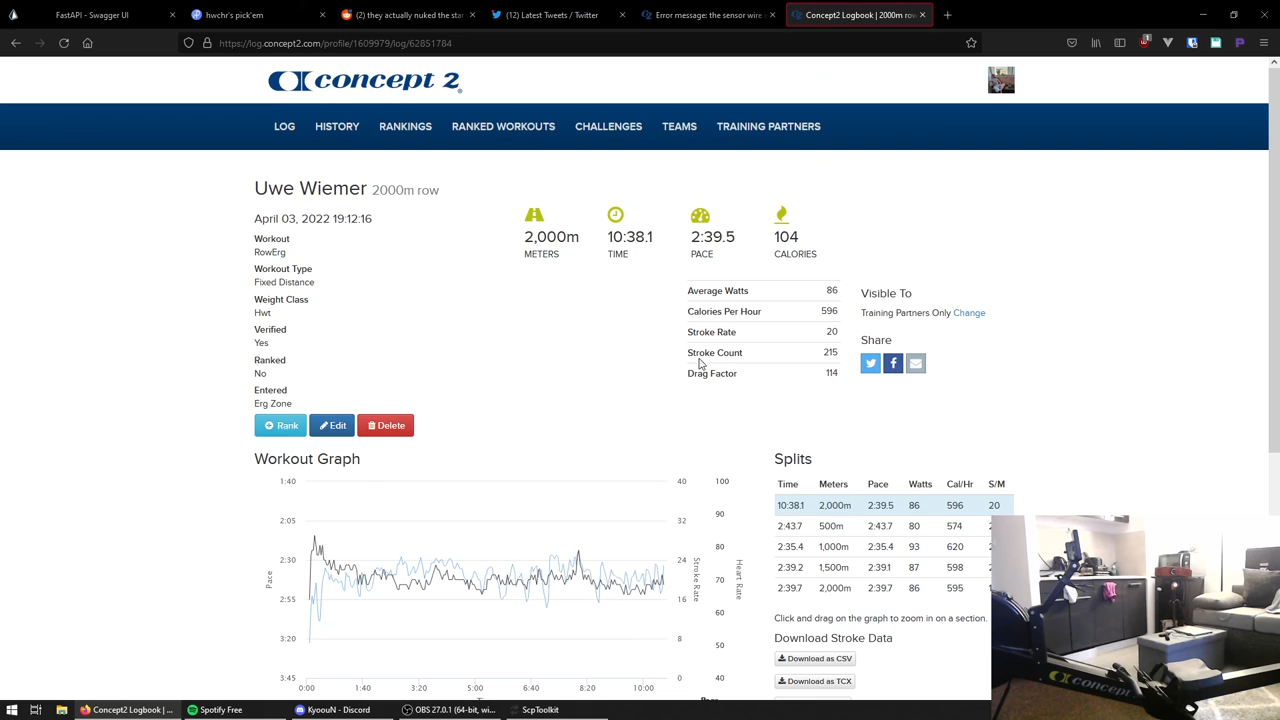 FastAPI - Swagger UI
hwchr's pick'em
(2) they actually nuked the star
(12) Latest Tweets / Twitter
Error message: the sensor wire
Concept2 Logbook | 2000m row
https://log.concept2.com/profile/1609979/log/62851784
concept 2
LOG HISTORY RANKINGS RANKED WORKOUTS CHALLENGES TEAMS TRAINING PARTNERS
Uwe Wiemer 2000m row
April 03, 2022 19:12:16
Workout
RowErg
Workout Type
Fixed Distance
Weight Class
Hwt
Verified
Yes
Ranked
No
Entered
Erg Zone
Rank Edit Delete
2,000m 10:38.1 2:39.5 104
METERS TIME PACE CALORIES
Average Watts 86
Calories Per Hour 596
Stroke Rate 20
Stroke Count 215
Drag Factor 114
Visible To
Training Partners Only Change
Share
Workout Graph
1:40 40 100
90
2:05 32
80
2:30 24
70
2:55 16
60
3:20 8
50
3:45 0 40
Pace
Stroke Rate
Heart Rate
0:00 1:40 3:20 5:00 6:40 8:20 10:00
Splits
Time Meters Pace Watts Cal/Hr S/M
10:38.1 2,000m 2:39.5 86 596 20
2:43.7 500m 2:43.7 80 574
2:35.4 1,000m 2:35.4 93 620
2:39.2 1,500m 2:39.1 87 598
2:39.7 2,000m 2:39.7 86 595
Click and drag on the graph to zoom in on a section.
Download Stroke Data
Download as CSV
Download as TCX
concept
Concept2 Logbook | ...
Spotify Free
KyouuN - Discord
OBS 27.0.1 (64-bit, wi...
ScpToolkit